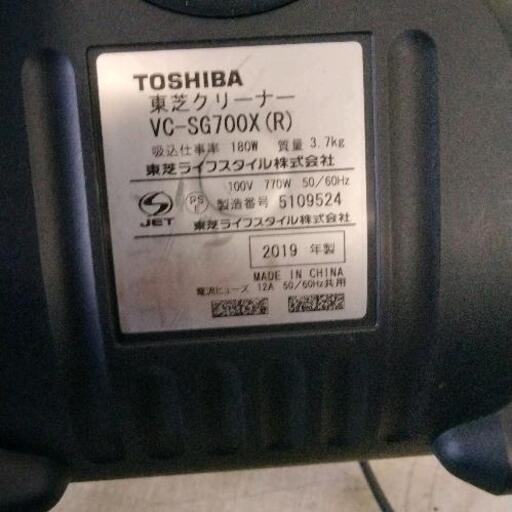 TOSHIBA
東芝クリーナー
VC-SG700X(R)
吸込仕事率 180W 質量 3.7kg
東芝ライフスタイル株式会社
100V 770W 50/60Hz
JET PS E 製造番号 5109524
東芝ライフスタイル株式会社
2019 年製
MADE IN CHINA
電流ヒューズ 12A 50/60Hz共用